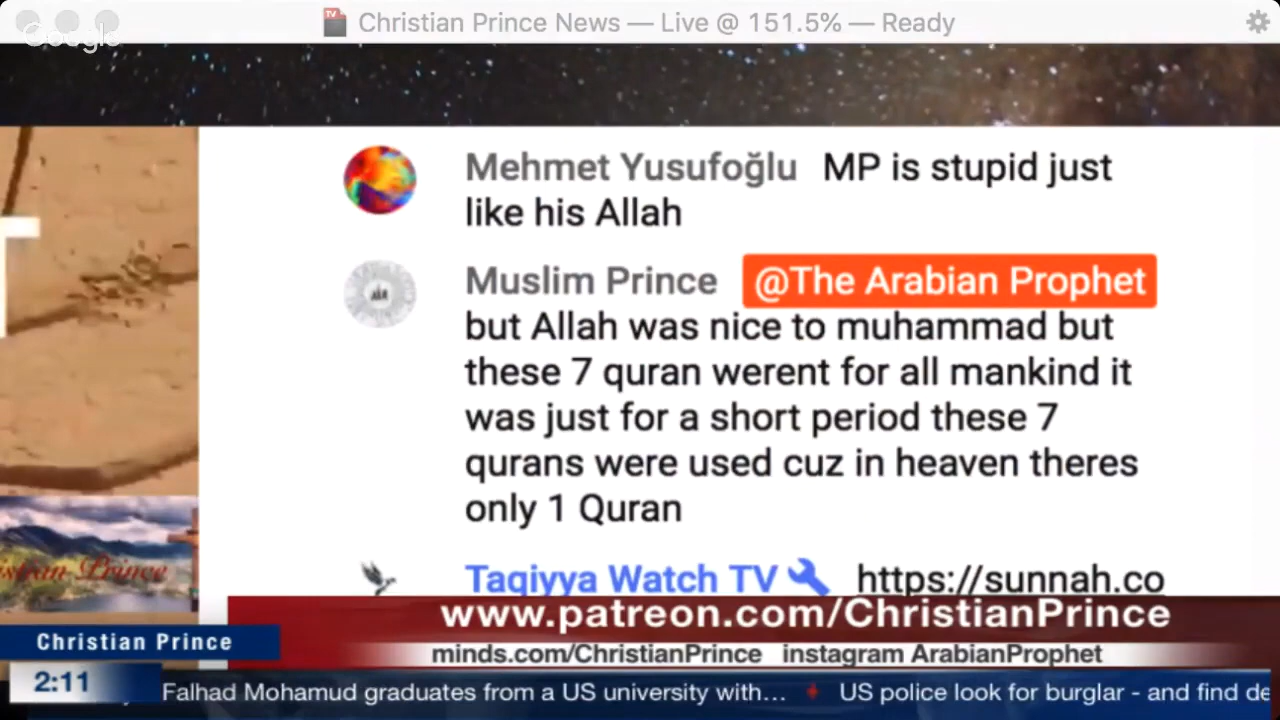 Christian Prince News — Live @ 151.5% — Ready
Google
Mehmet Yusufoğlu MP is stupid just
like his Allah
Muslim Prince @The Arabian Prophet
but Allah was nice to muhammad but
these 7 quran werent for all mankind it
was just for a short period these 7
qurans were used cuz in heaven theres
only 1 Quran
Taqiyya Watch TV https://sunnah.co
www.patreon.com/ChristianPrince
minds.com/ChristianPrince instagram ArabianProphet
Prince
Christian Prince
2:11
Falhad Mohamud graduates from a US university with... US police look for burglar - and find de